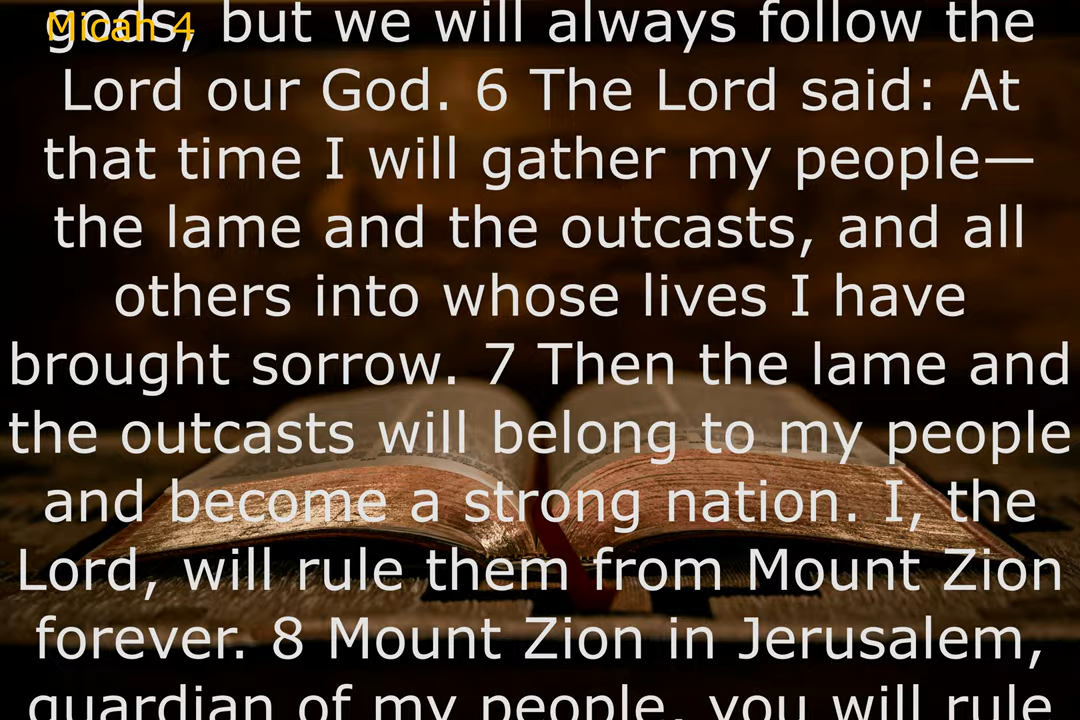 Micah 4
gods, but we will always follow the
Lord our God. 6 The Lord said: At
that time I will gather my people—
the lame and the outcasts, and all
others into whose lives I have
brought sorrow. 7 Then the lame and
the outcasts will belong to my people
and become a strong nation. I, the
Lord, will rule them from Mount Zion
forever. 8 Mount Zion in Jerusalem,
guardian of my people, you will rule